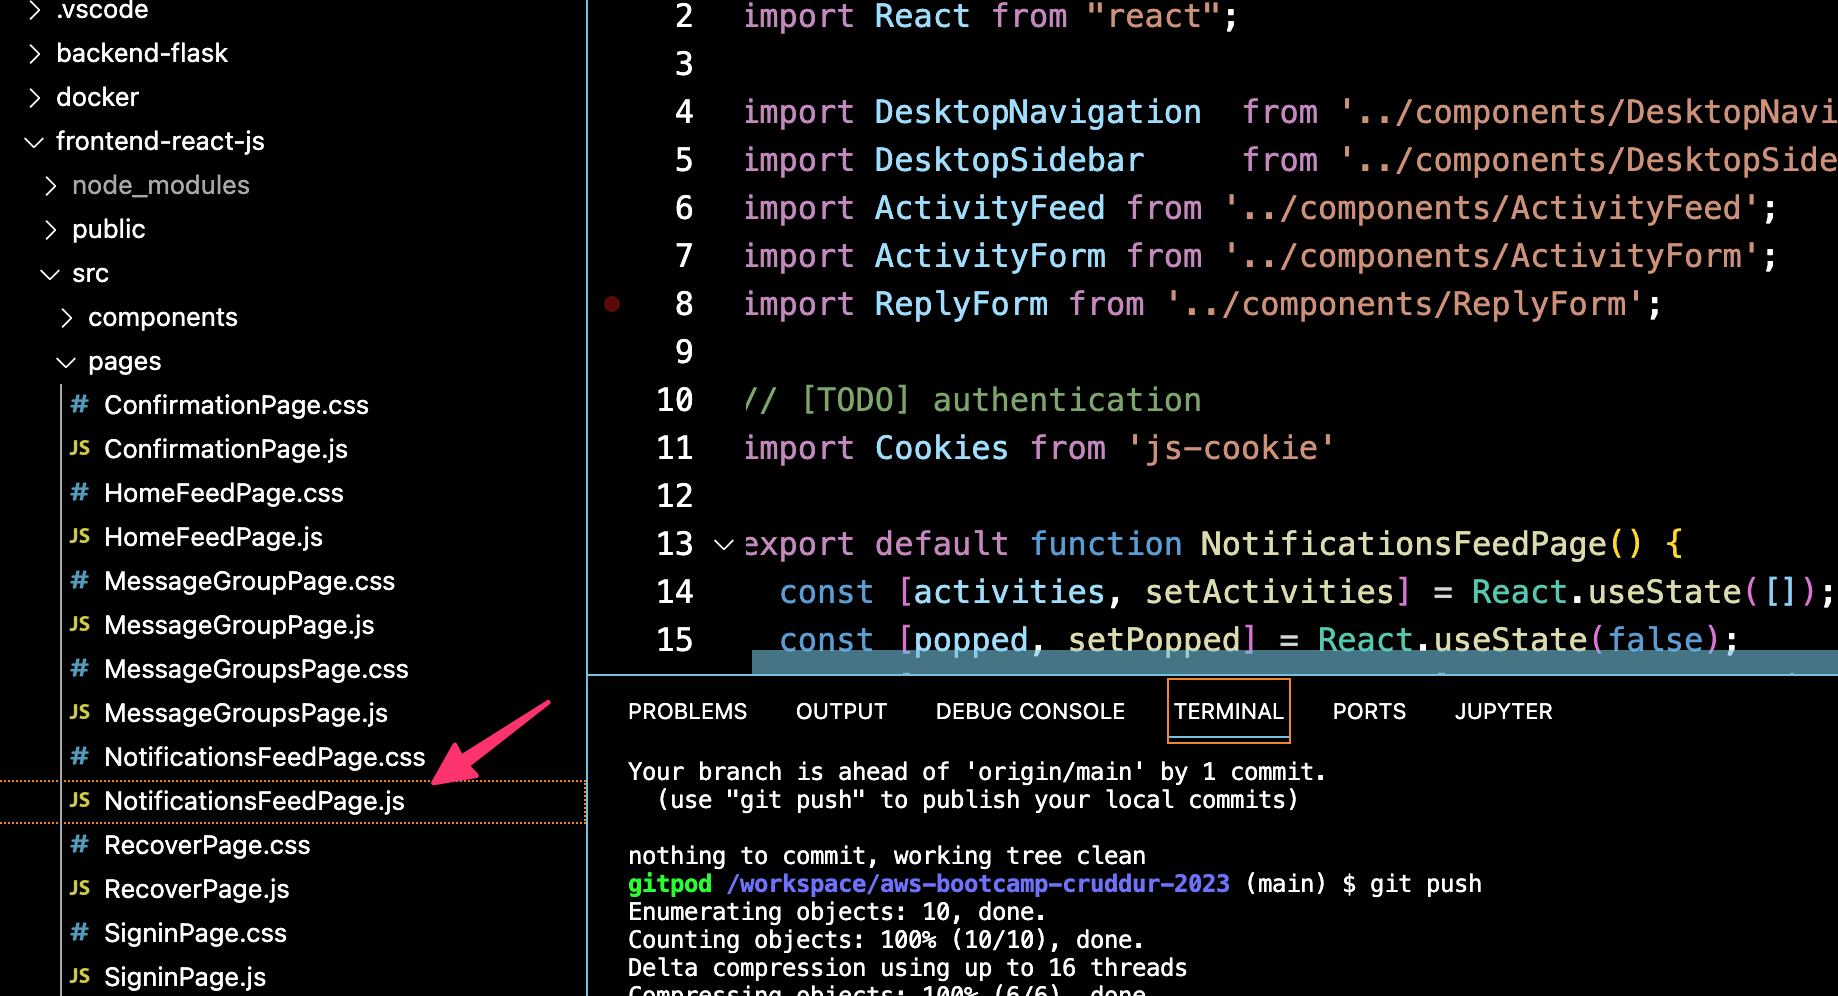 .vscode
backend-flask
docker
frontend-react-js
node_modules
public
src
components
pages
# ConfirmationPage.css
JS ConfirmationPage.js
# HomeFeedPage.css
JS HomeFeedPage.js
# MessageGroupPage.css
JS MessageGroupPage.js
# MessageGroupsPage.css
JS MessageGroupsPage.js
# NotificationsFeedPage.css
JS NotificationsFeedPage.js
# RecoverPage.css
JS RecoverPage.js
# SigninPage.css
JS SigninPage.js
2 import React from "react";
3
4 import DesktopNavigation  from '../components/DesktopNavi
5 import DesktopSidebar     from '../components/DesktopSide
6 import ActivityFeed from '../components/ActivityFeed';
7 import ActivityForm from '../components/ActivityForm';
8 import ReplyForm from '../components/ReplyForm';
9
10 // [TODO] authentication
11 import Cookies from 'js-cookie'
12
13 export default function NotificationsFeedPage() {
14   const [activities, setActivities] = React.useState([]);
15   const [popped, setPopped] = React.useState(false);
PROBLEMS OUTPUT DEBUG CONSOLE TERMINAL PORTS JUPYTER
Your branch is ahead of 'origin/main' by 1 commit.
  (use "git push" to publish your local commits)
nothing to commit, working tree clean
gitpod /workspace/aws-bootcamp-cruddur-2023 (main) $ git push
Enumerating objects: 10, done.
Counting objects: 100% (10/10), done.
Delta compression using up to 16 threads
Compressing objects: 100% (6/6), done